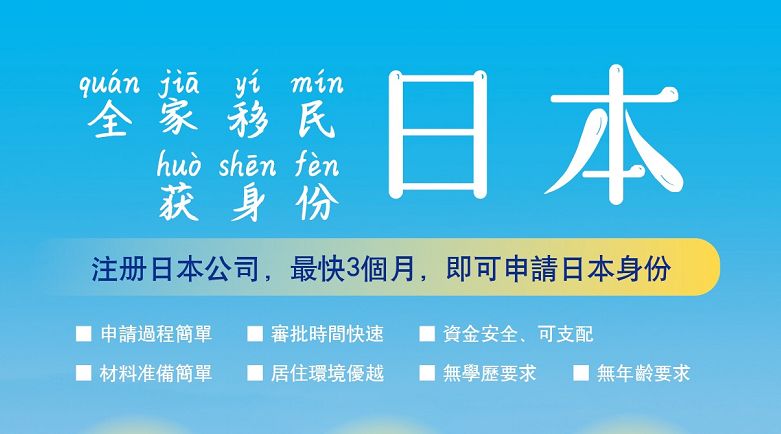 quán jiā yí mín
全家移民
日本
huò shēn fèn
获身份
注册日本公司，最快3個月，即可申請日本身份
■ 申請過程簡單 ■ 審批時間快速 ■ 資金安全、可支配
■ 材料准備簡單 ■ 居住環境優越 ■ 無學歷要求 ■ 無年齡要求